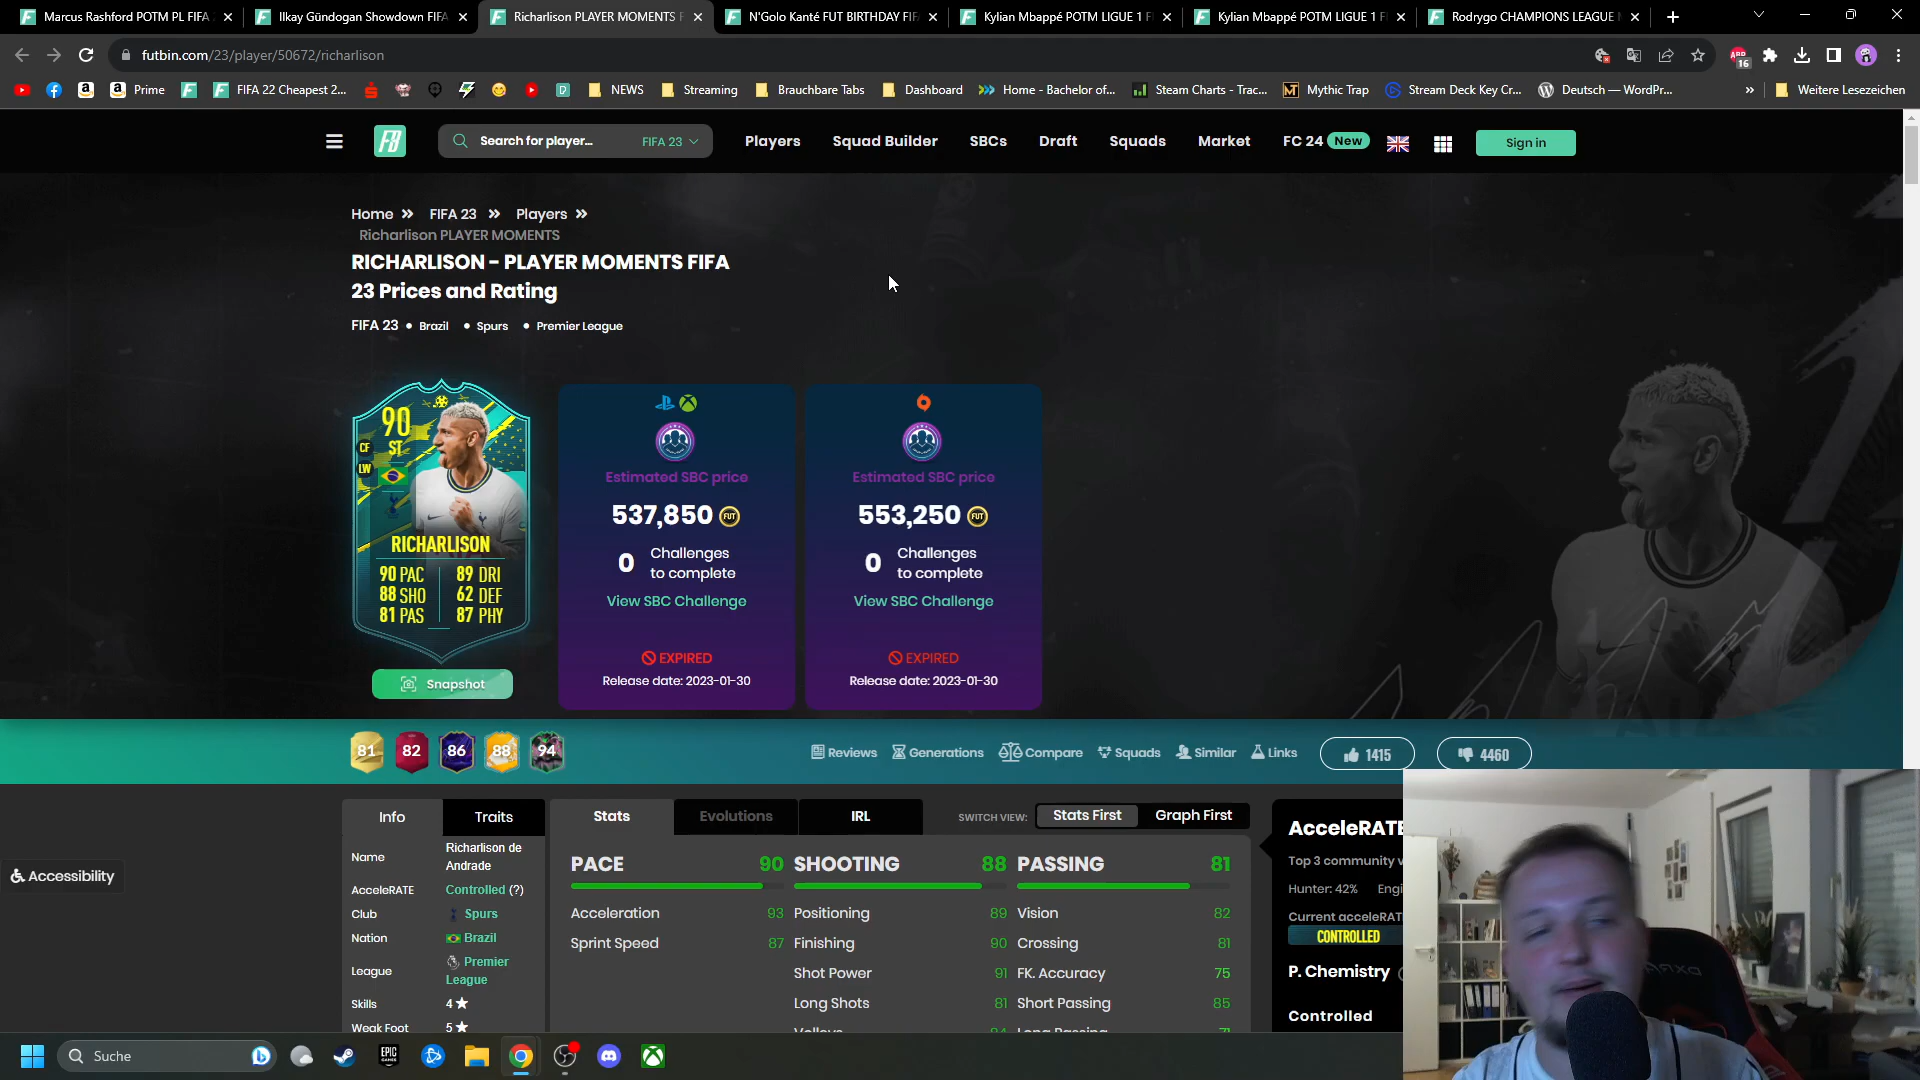 Marcus Rashford POTM PL FIFA
Ilkay Gündogan Showdown FIFA
Richarlison PLAYER MOMENTS F
N'Golo Kanté FUT BIRTHDAY FIF
Kylian Mbappé POTM LIGUE 1 F
Kylian Mbappé POTM LIGUE 1 F
Rodrygo CHAMPIONS LEAGUE
futbin.com/23/player/50672/richarlison
ABP
16
Prime
FIFA 22 Cheapest 2...
NEWS
Streaming
Brauchbare Tabs
Dashboard
Home - Bachelor of...
Steam Charts - Trac...
Mythic Trap
Stream Deck Key Cr...
Deutsch — WordPr...
Weitere Lesezeichen
FB
Search for player...
FIFA 23
Players
Squad Builder
SBCs
Draft
Squads
Market
FC 24
New
Sign in
Home
FIFA 23
Players
Richarlison PLAYER MOMENTS
RICHARLISON - PLAYER MOMENTS FIFA
23 Prices and Rating
FIFA 23 • Brazil • Spurs • Premier League
90
ST
CF
LW
RICHARLISON
90 PAC 89 DRI
88 SHO 62 DEF
81 PAS 87 PHY
Snapshot
Estimated SBC price
537,850
FUT
0 Challenges
to complete
View SBC Challenge
EXPIRED
Release date: 2023-01-30
Estimated SBC price
553,250
FUT
0 Challenges
to complete
View SBC Challenge
EXPIRED
Release date: 2023-01-30
81
82
86
88
94
Reviews
Generations
Compare
Squads
Similar
Links
1415
4460
Info
Traits
Stats
Evolutions
IRL
SWITCH VIEW:
Stats First
Graph First
Name
Richarlison de
Andrade
AcceleRATE
Controlled (?)
Club
Spurs
Nation
Brazil
League
Premier
League
Skills
4
Weak Foot
5
PACE 90
Acceleration 93
Sprint Speed 87
SHOOTING 88
Positioning 89
Finishing 90
Shot Power 91
Long Shots 81
PASSING 81
Vision 82
Crossing 81
FK. Accuracy 75
Short Passing 85
AcceleRATE
Top 3 community v
Hunter: 42%
Engi
Current acceleRAT
CONTROLLED
P. Chemistry
Controlled
Accessibility
Suche
EPIC
GAMES